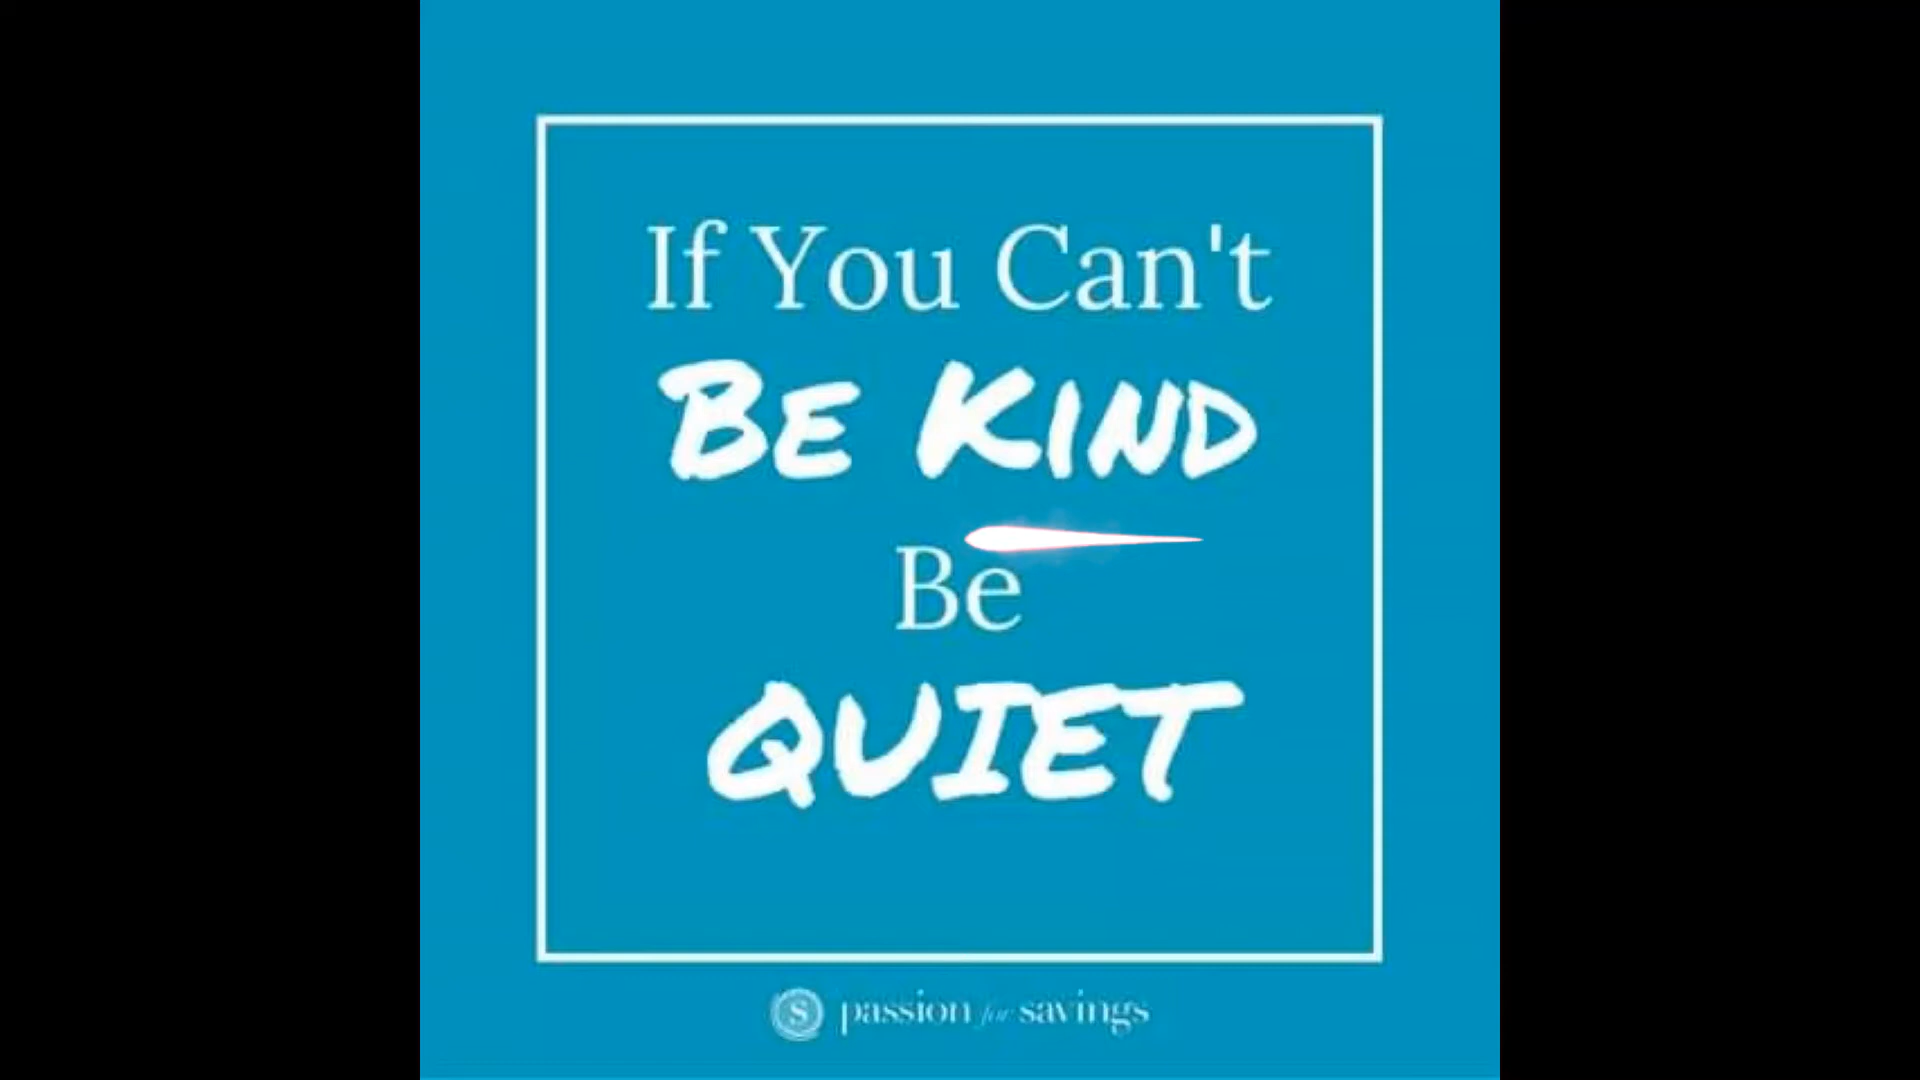 If You Can't
BE KIND
Be
QUIET
S passion for savings